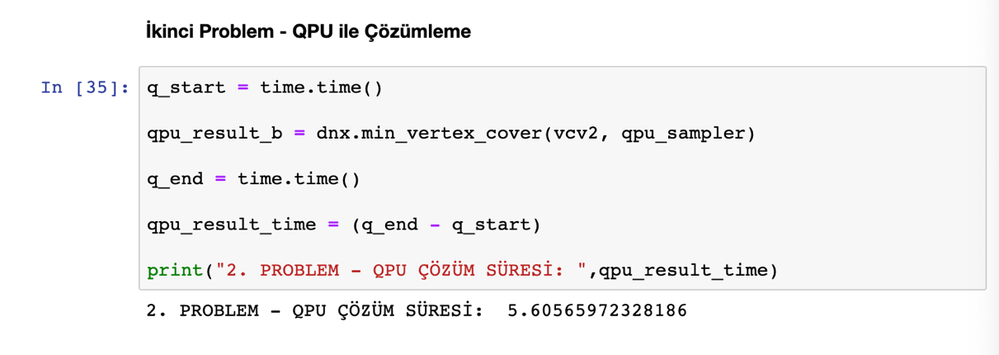 İkinci Problem - QPU ile Çözümleme
In [35]: q_start = time.time()
qpu_result_b = dnx.min_vertex_cover(vcv2, qpu_sampler)
q_end = time.time()
qpu_result_time = (q_end - q_start)
print("2. PROBLEM - QPU ÇÖZÜM SÜRESİ: ",qpu_result_time)
2. PROBLEM - QPU ÇÖZÜM SÜRESİ:  5.60565972328186